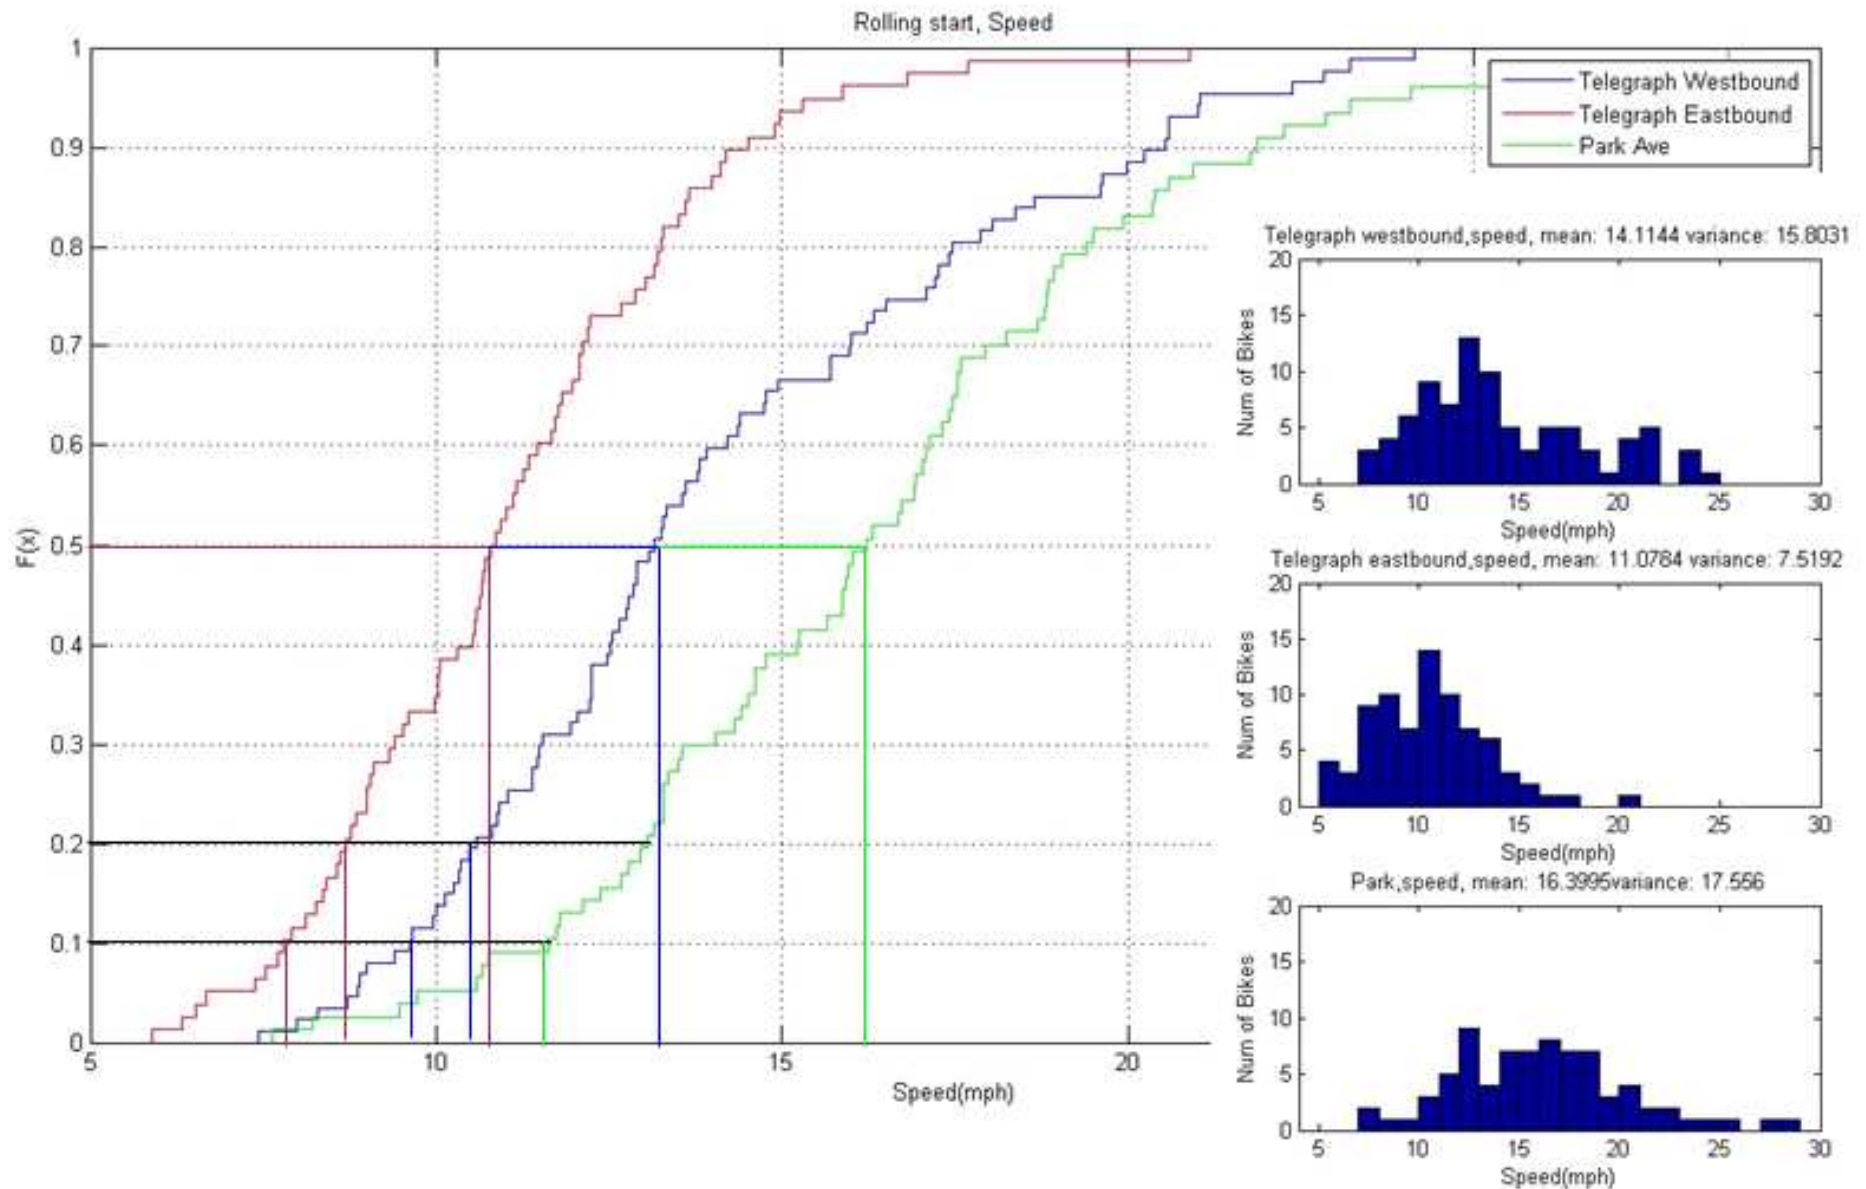 Rolling start, Speed
1
0.9
0.8
0.7
0.6
0.5
0.4
0.3
0.2
0.1
0
F(x)
5 10 15 20
Speed(mph)
Telegraph Westbound
Telegraph Eastbound
Park Ave
Telegraph westbound,speed, mean: 14.1144 variance: 15.8031
20
15
10
5
0
Num of Bikes
5 10 15 20 25 30
Speed(mph)
Telegraph eastbound,speed, mean: 11.0784 variance: 7.5192
20
15
10
5
0
Num of Bikes
5 10 15 20 25 30
Speed(mph)
Park,speed, mean: 16.3995variance: 17.556
20
15
10
5
0
Num of Bikes
5 10 15 20 25 30
Speed(mph)